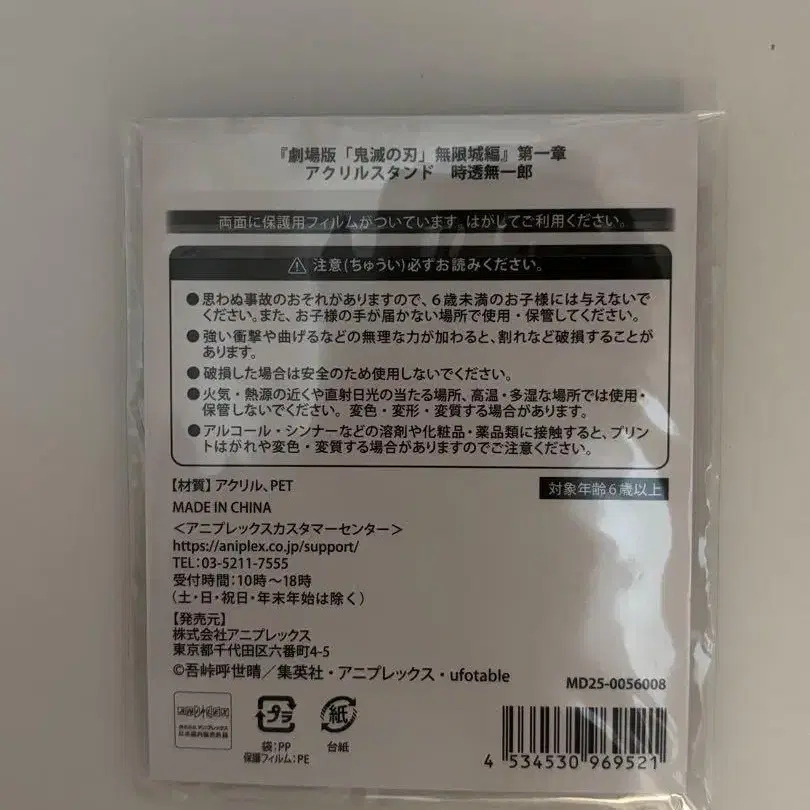 『劇場版「鬼滅の刃」無限城編』第一章
アクリルスタンド 時透無一郎
両面に保護用フィルムがついています。はがしてご利用ください。
注意(ちゅうい)必ずお読みください。
●思わぬ事故のおそれがありますので、6歳未満のお子様には与えないで
ください。また、お子様の手が届かない場所で使用・保管してください。
●強い衝撃や曲げるなどの無理な力が加わると、割れなど破損することが
あります。
●破損した場合は安全のため使用しないでください。
●火気・熱源の近くや直射日光の当たる場所、高温・多湿な場所では使用・
保管しないでください。変色・変形・変質する場合があります。
●アルコール・シンナーなどの溶剤や化粧品・薬品類に接触すると、プリン
トはがれや変色・変質する場合がありますのでご注意ください。
【材質】アクリル、PET
対象年齢6歳以上
MADE IN CHINA
<アニプレックスカスタマーセンター>
https://aniplex.co.jp/support/
TEL:03-5211-7555
受付時間:10時~18時
(土・日・祝日・年末年始は除く)
【発売元】
株式会社アニプレックス
東京都千代田区六番町4-5
©吾峠呼世晴/集英社・アニプレックス・ufotable
MD25-0056008
プラ
紙
袋:PP
保護フィルム:PE
台紙
4 534530 969521